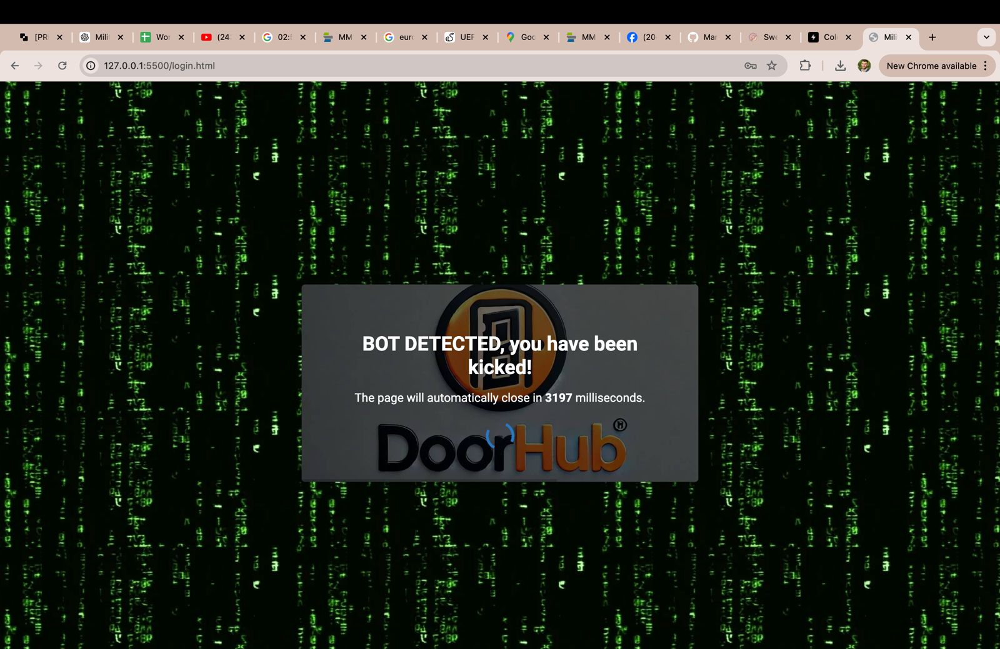 [PR
Mili
Wor
(24
02:5
MM
euro
UEF
Goo
MM
(20
Mar
Swe
Col
Mili
127.0.0.1:5500/login.html
New Chrome available
BOT DETECTED, you have been
kicked!
The page will automatically close in 3197 milliseconds.
DoorHub